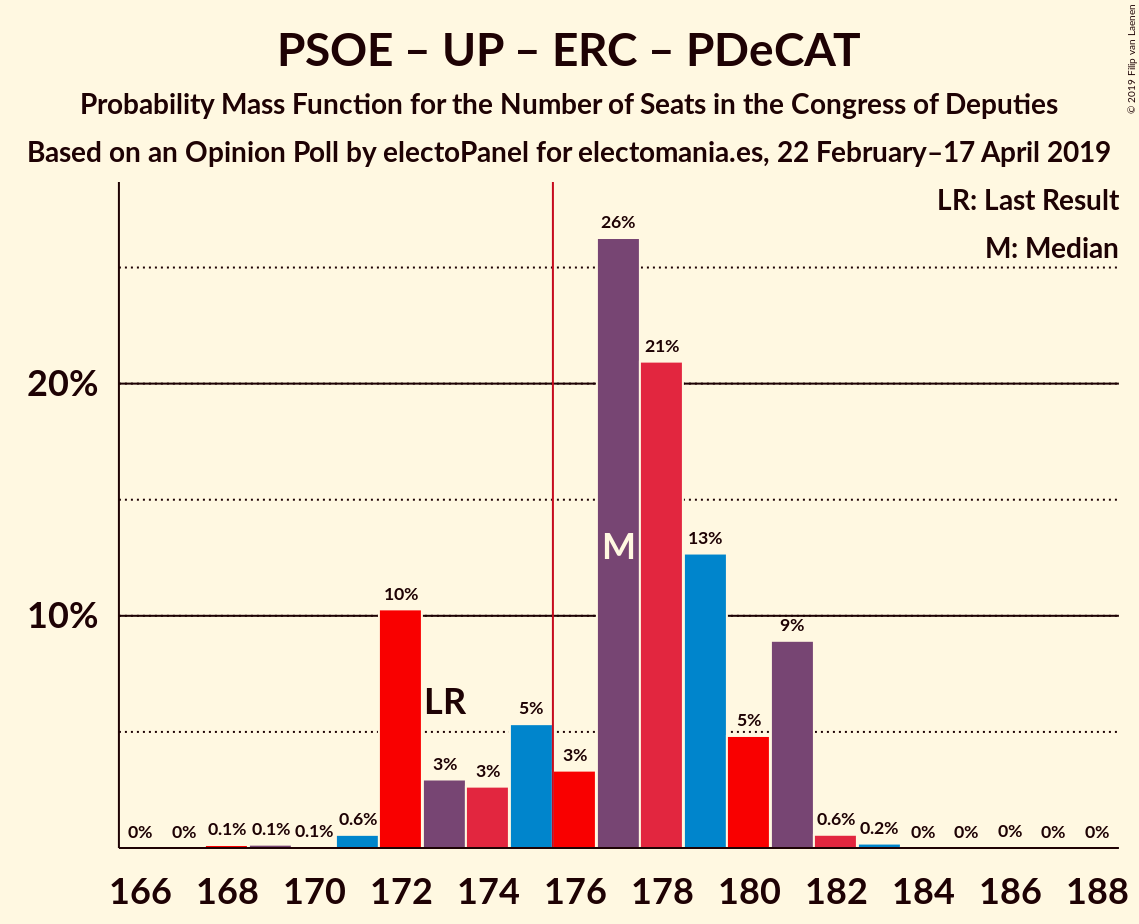 PSOE – UP – ERC – PDeCAT
Probability Mass Function for the Number of Seats in the Congress of Deputies
Based on an Opinion Poll by electoPanel for electomania.es, 22 February–17 April 2019
© 2019 Filip van Laenen
LR: Last Result
M: Median
20%
10%
0% 0% 0.1% 0.1% 0.1% 0.6% 10% 3% 3% 5% 3% 26% 21% 13% 5% 9% 0.6% 0.2% 0% 0% 0% 0% 0%
LR
M
166 168 170 172 174 176 178 180 182 184 186 188